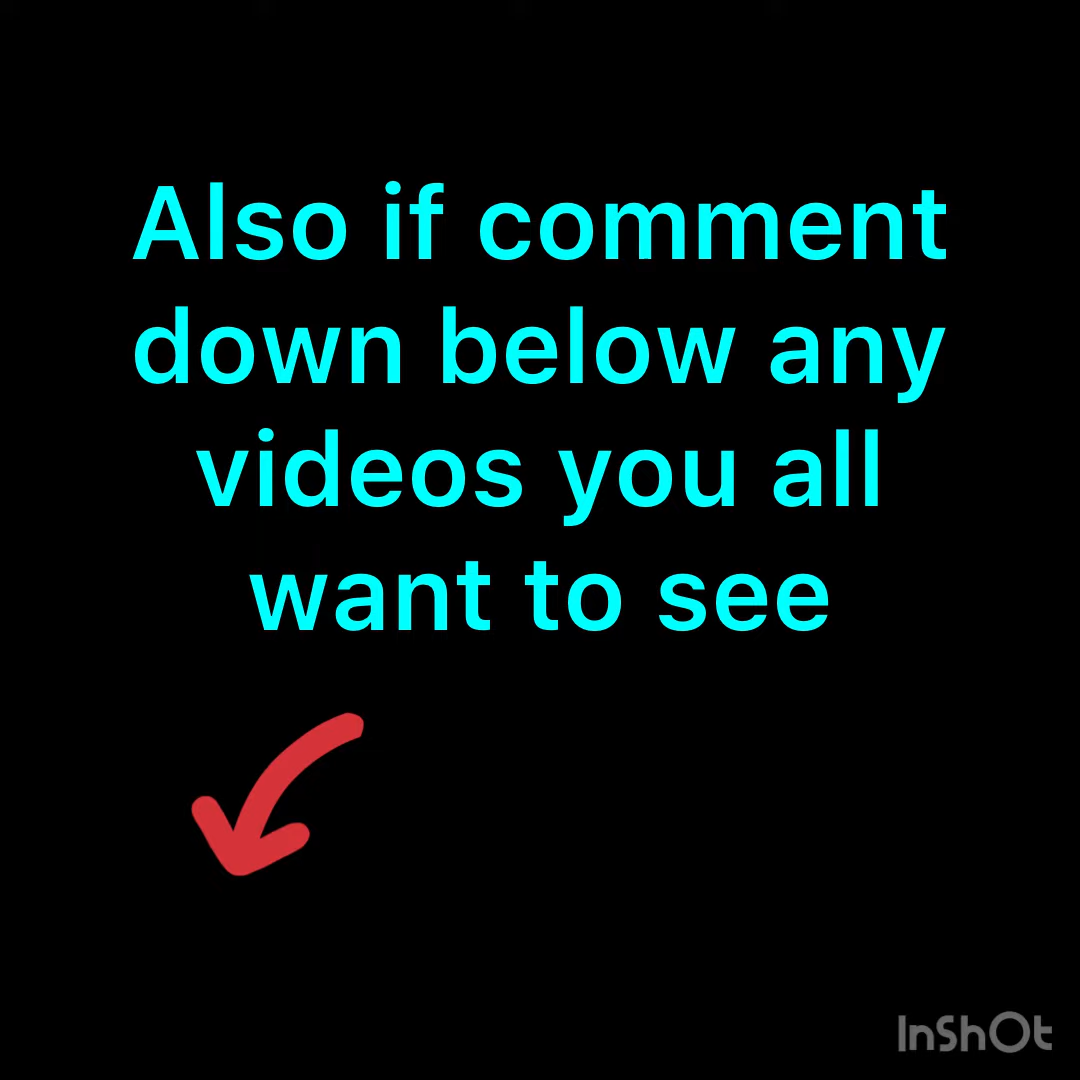 Also if comment
down below any
videos you all
want to see
InShOt